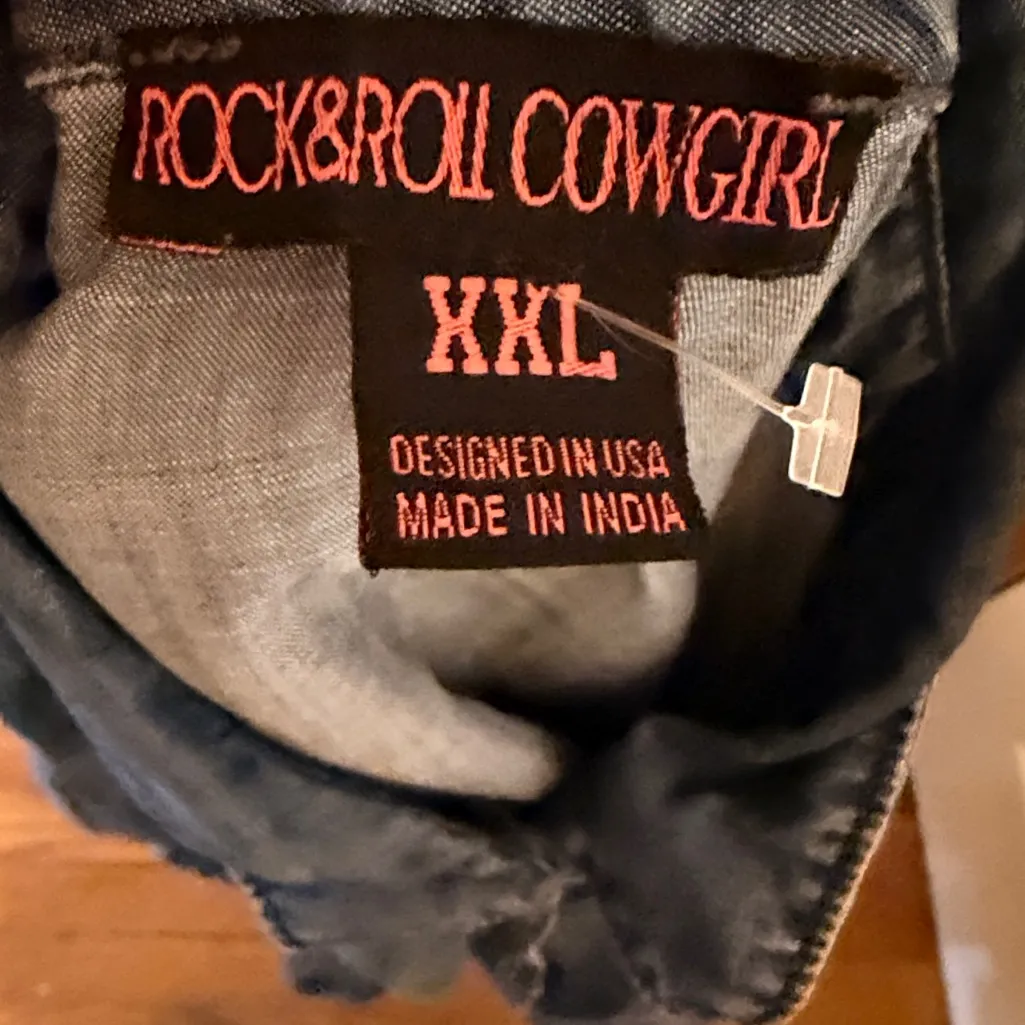 ROCK&ROLL COWGIRL
XXL
DESIGNED IN USA
MADE IN INDIA